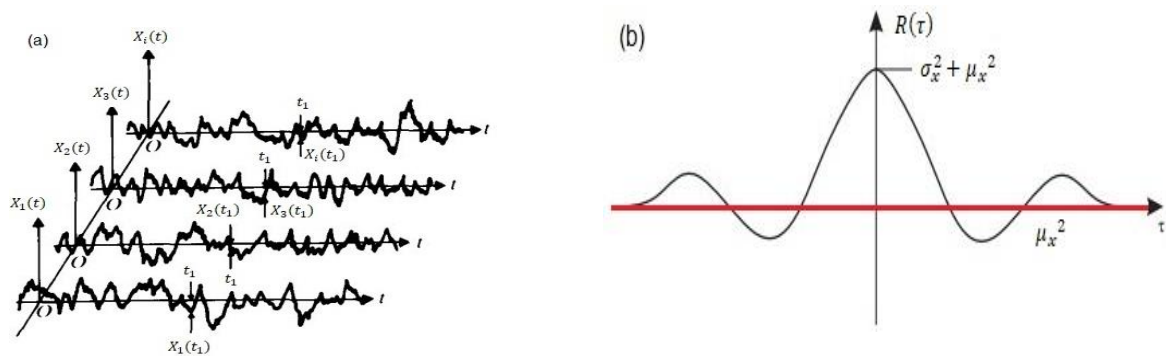 (a)
X_i(t)
X_3(t)
t_1
t
O
X_i(t_1)
X_2(t)
t_1
t
O
X_2(t_1)
X_3(t_1)
X_1(t)
t
O
t_1
t_1
t
O
X_1(t_1)
(b)
R(τ)
σ_x^2 + μ_x^2
μ_x^2
τ